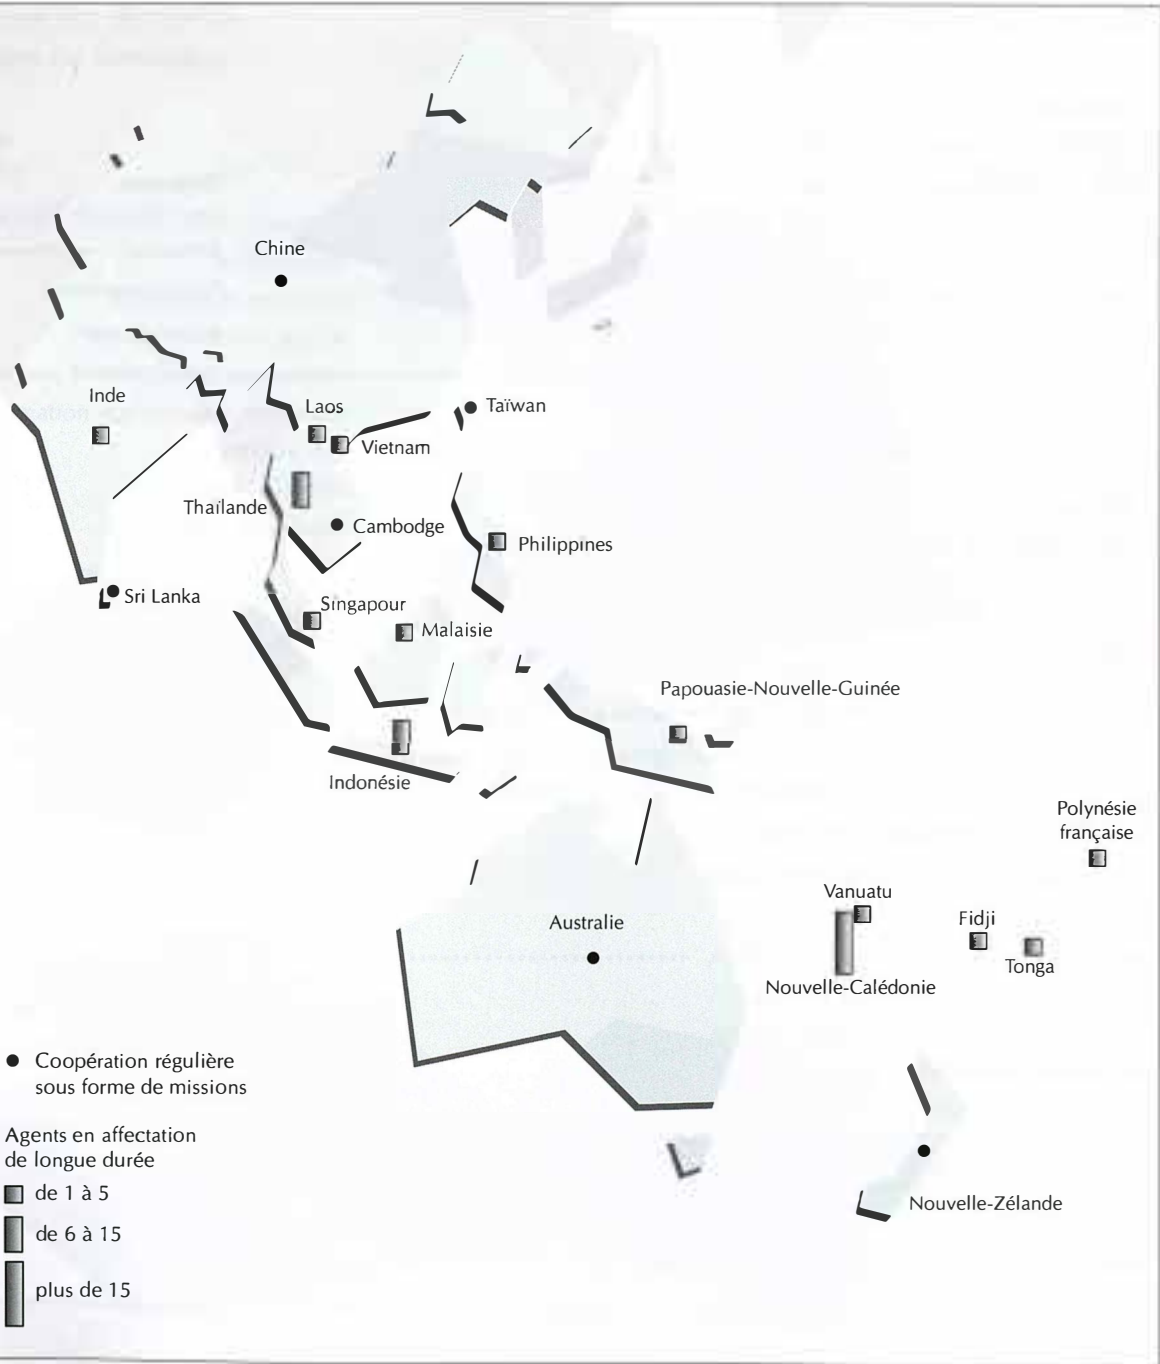 Chine
Inde
Laos
Taïwan
Vietnam
Thaïlande
Cambodge
Philippines
Sri Lanka
Singapour
Malaisie
Papouasie-Nouvelle-Guinée
Indonésie
Polynésie
française
Vanuatu
Fidji
Australie
Tonga
Nouvelle-Calédonie
Coopération régulière
sous forme de missions
Agents en affectation
de longue durée
de 1 à 5
de 6 à 15
plus de 15
Nouvelle-Zélande